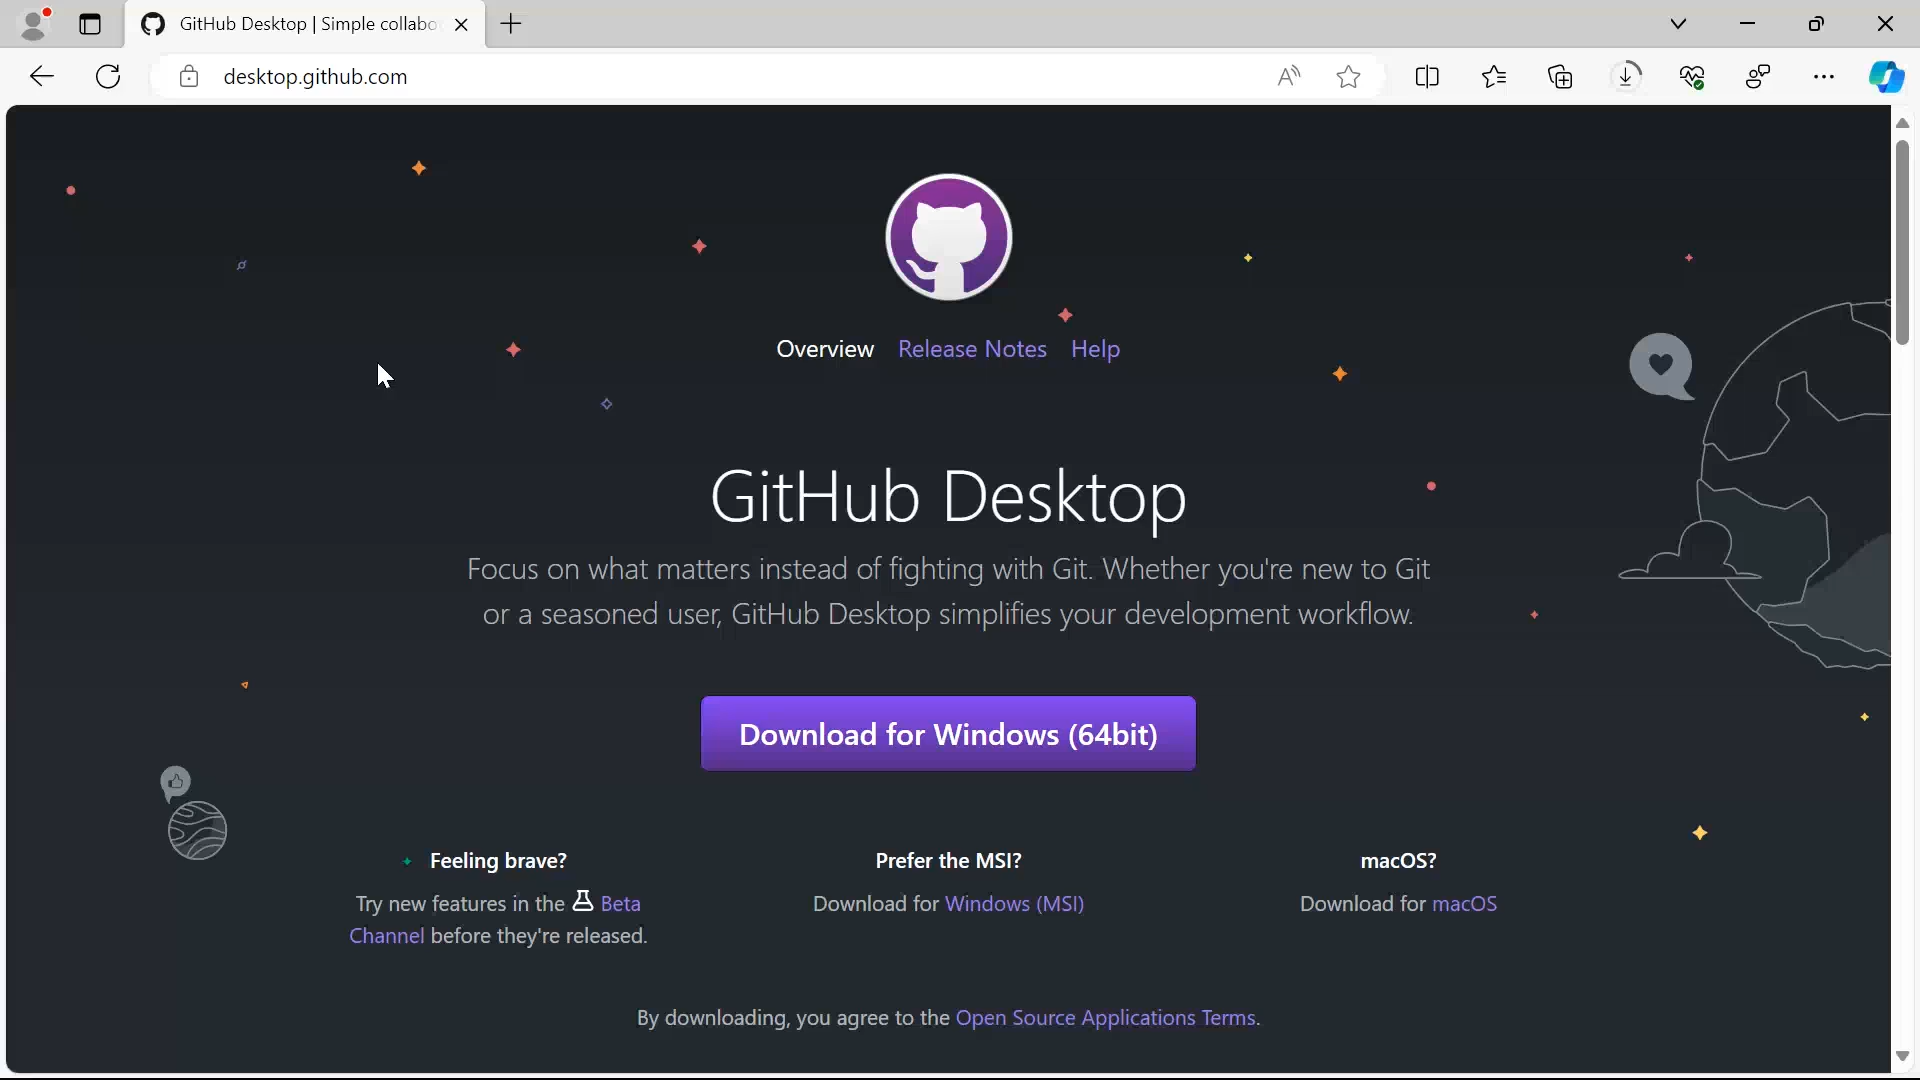 GitHub Desktop | Simple collabo
desktop.github.com
Overview Release Notes Help
GitHub Desktop
Focus on what matters instead of fighting with Git. Whether you're new to Git
or a seasoned user, GitHub Desktop simplifies your development workflow.
Download for Windows (64bit)
Feeling brave?
Try new features in the Beta
Channel before they're released.
Prefer the MSI?
Download for Windows (MSI)
macOS?
Download for macOS
By downloading, you agree to the Open Source Applications Terms.